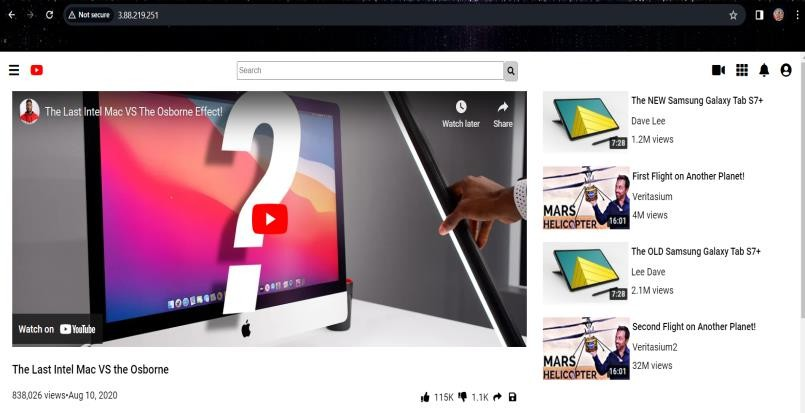 Not secure 3.88.219.251
Search
The Last Intel Mac VS The Osborne Effect!
Watch later
Share
Watch on YouTube
The Last Intel Mac VS the Osborne
838,026 views•Aug 10, 2020
115K 1.1K
The NEW Samsung Galaxy Tab S7+
Dave Lee
1.2M views
7:28
First Flight on Another Planet!
Veritasium
4M views
MARS
HELICOPTER
16:01
The OLD Samsung Galaxy Tab S7+
Lee Dave
2.1M views
7:28
Second Flight on Another Planet!
Veritasium2
32M views
MARS
HELICOPTER
16:01